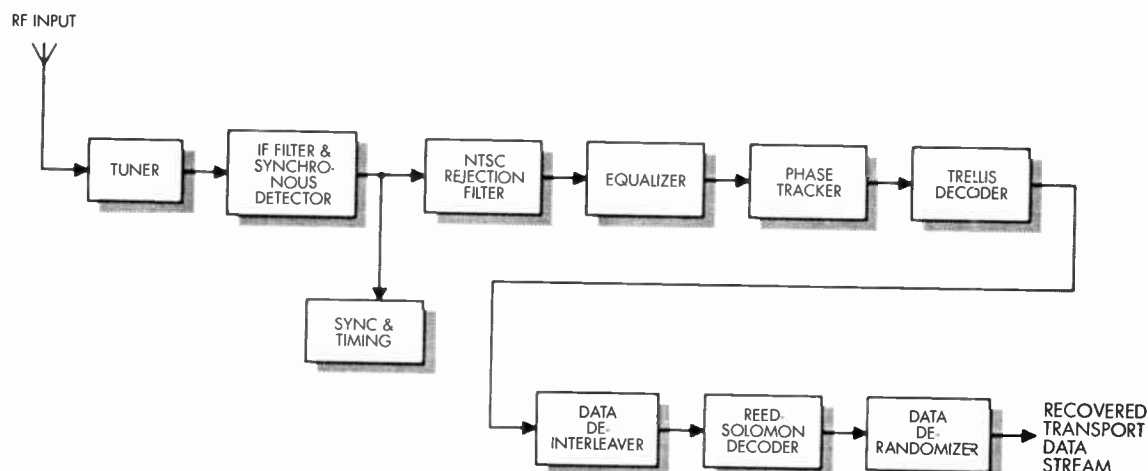 RF INPUT
TUNER
IF FILTER &
SYNCHRO-
NOUS
DETECTOR
NTSC
REJECTION
FILTER
EQUALIZER
PHASE
TRACKER
TRELLIS
DECODER
SYNC &
TIMING
DATA
DE-
INTERLEAVER
REED-
SOLOMON
DECODER
DATA
DE-
RANDOMIZER
RECOVERED
TRANSPORT
DATA
STREAM